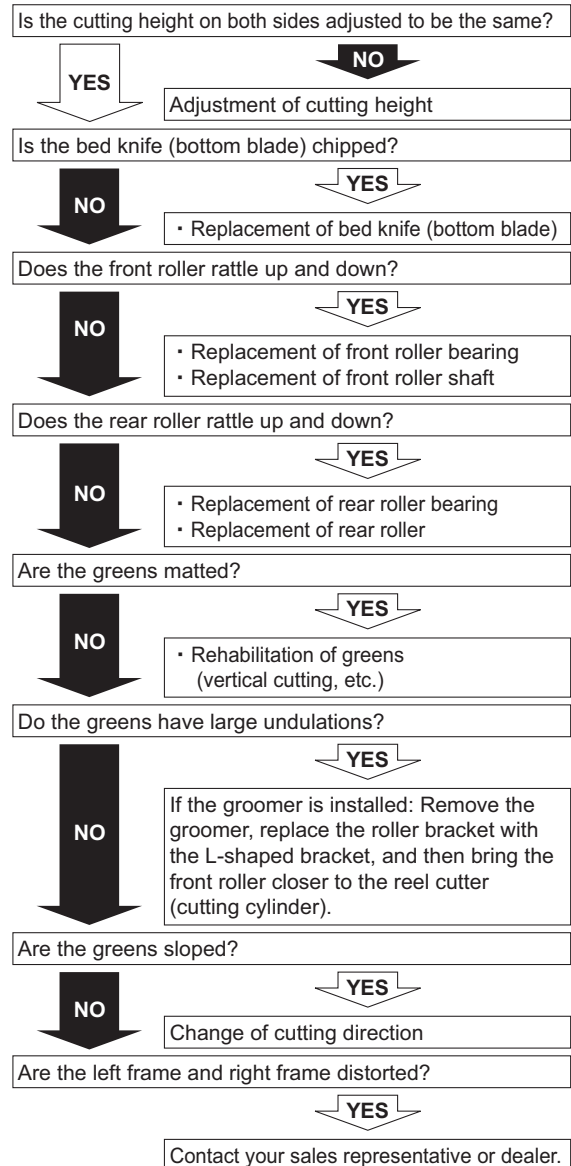 Is the cutting height on both sides adjusted to be the same?
YES
NO
Adjustment of cutting height
Is the bed knife (bottom blade) chipped?
NO
YES
・Replacement of bed knife (bottom blade)
Does the front roller rattle up and down?
NO
YES
・Replacement of front roller bearing
・Replacement of front roller shaft
Does the rear roller rattle up and down?
NO
YES
・Replacement of rear roller bearing
・Replacement of rear roller
Are the greens matted?
NO
YES
・Rehabilitation of greens
(vertical cutting, etc.)
Do the greens have large undulations?
NO
YES
If the groomer is installed: Remove the
groomer, replace the roller bracket with
the L-shaped bracket, and then bring the
front roller closer to the reel cutter
(cutting cylinder).
Are the greens sloped?
NO
YES
Change of cutting direction
Are the left frame and right frame distorted?
YES
Contact your sales representative or dealer.